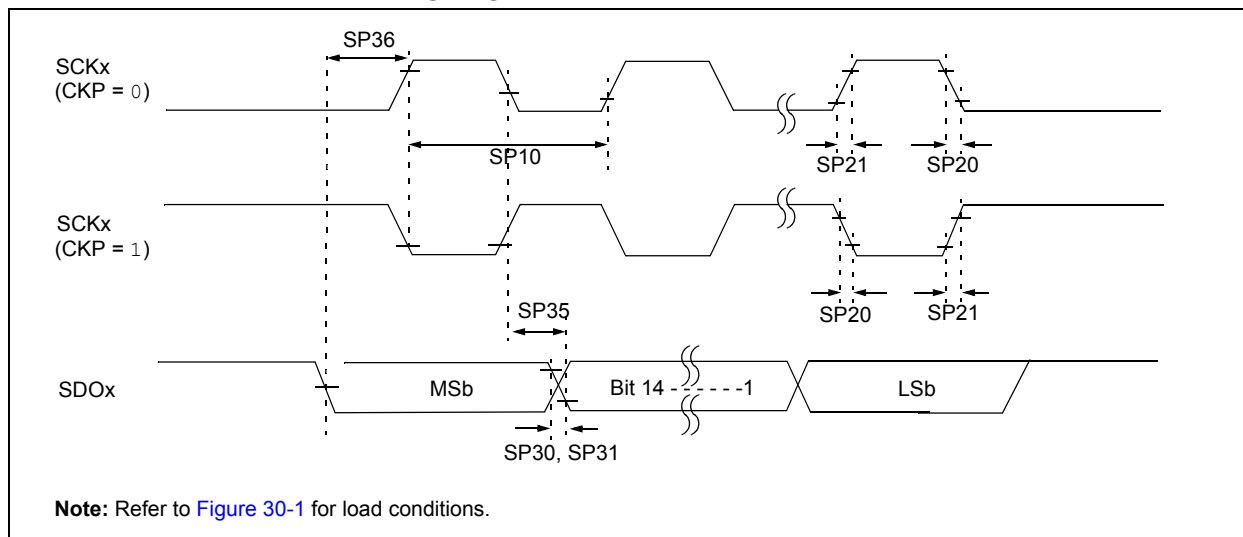 SP36
SCKx
(CKP = 0)
SP10
SP21
SP20
SCKx
(CKP = 1)
SP35
SP20
SP21
SDOx
MSb
Bit 14 - - - - - -1
LSb
SP30, SP31
Note: Refer to Figure 30-1 for load conditions.